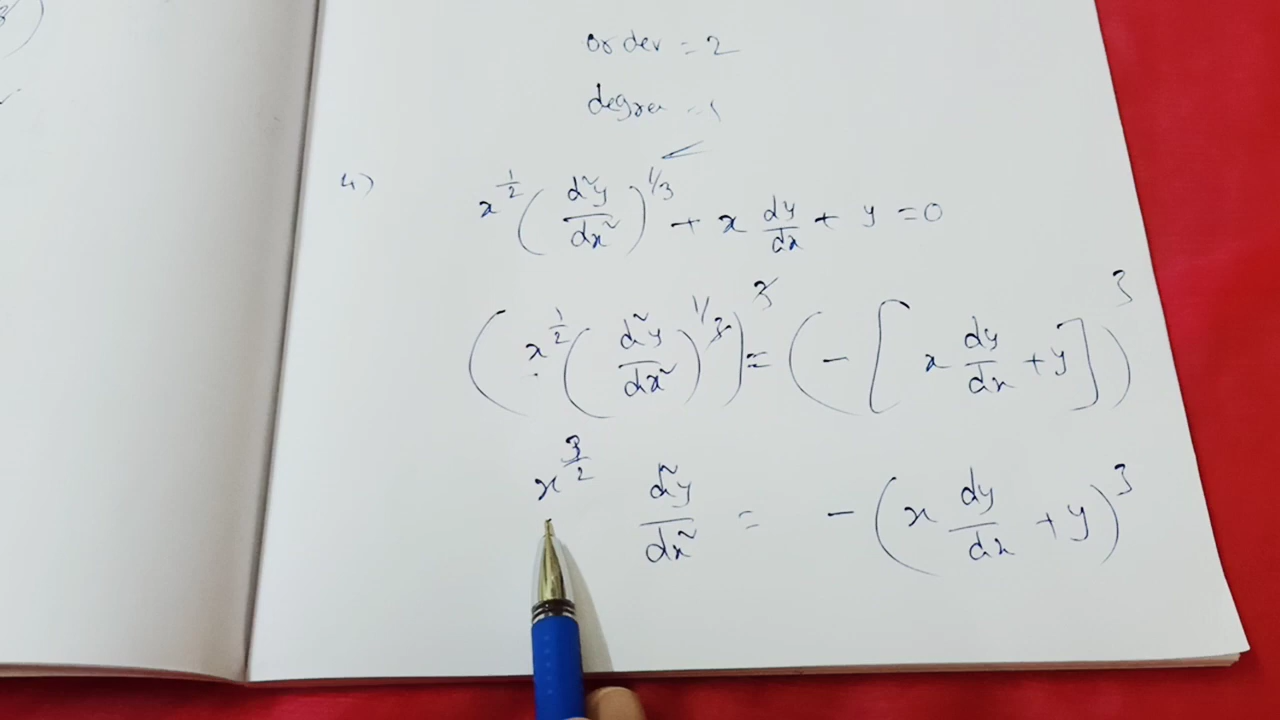 order = 2
degree = 1
4) x^{1/2} (d²y/dx²)^{1/3} + x dy/dx + y = 0
(x^{1/2} (d²y/dx²)^{1/3})^3 = (- [x dy/dx + y])^3
x^{3/2} d²y/dx² = - (x dy/dx + y)^3